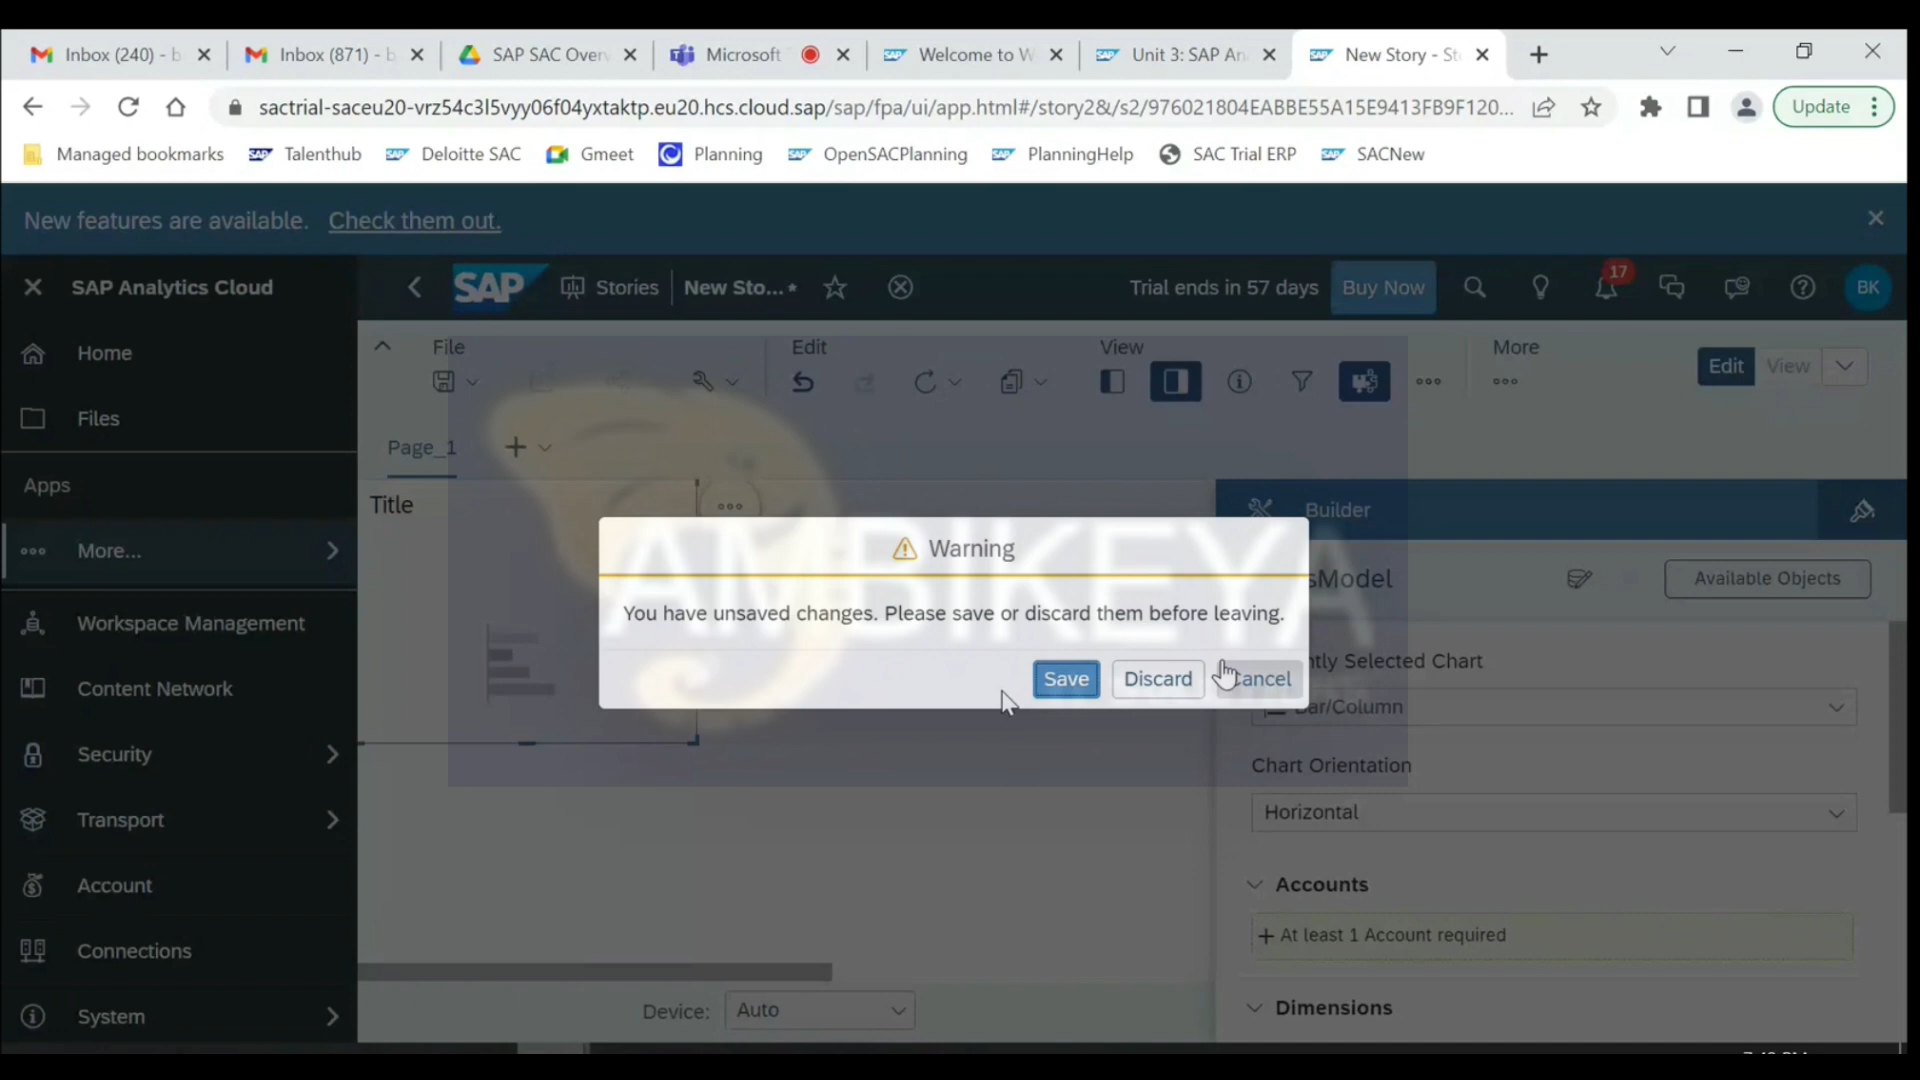 Inbox (240) - b
Inbox (871) - b
SAP SAC Over
Microsoft
Welcome to W
Unit 3: SAP An
New Story - St
sactrial-saceu20-vrz54c3l5vyy06f04yxtaktp.eu20.hcs.cloud.sap/sap/fpa/ui/app.html#/story2&/s2/976021804EABBE55A15E9413FB9F120...
Update
Managed bookmarks
Talenthub
Deloitte SAC
Gmeet
Planning
OpenSACPlanning
PlanningHelp
SAC Trial ERP
SACNew
New features are available. Check them out.
SAP Analytics Cloud
SAP
Stories
New Sto... *
Trial ends in 57 days
Buy Now
17
BK
Home
Files
Apps
More...
Workspace Management
Content Network
Security
Transport
Account
Connections
System
File
Edit
View
More
Edit
View
Page_1
Title
AMBIKEYA
Warning
You have unsaved changes. Please save or discard them before leaving.
Save
Discard
Cancel
Builder
sModel
Available Objects
ntly Selected Chart
Bar/Column
Chart Orientation
Horizontal
Accounts
+ At least 1 Account required
Dimensions
Device:
Auto